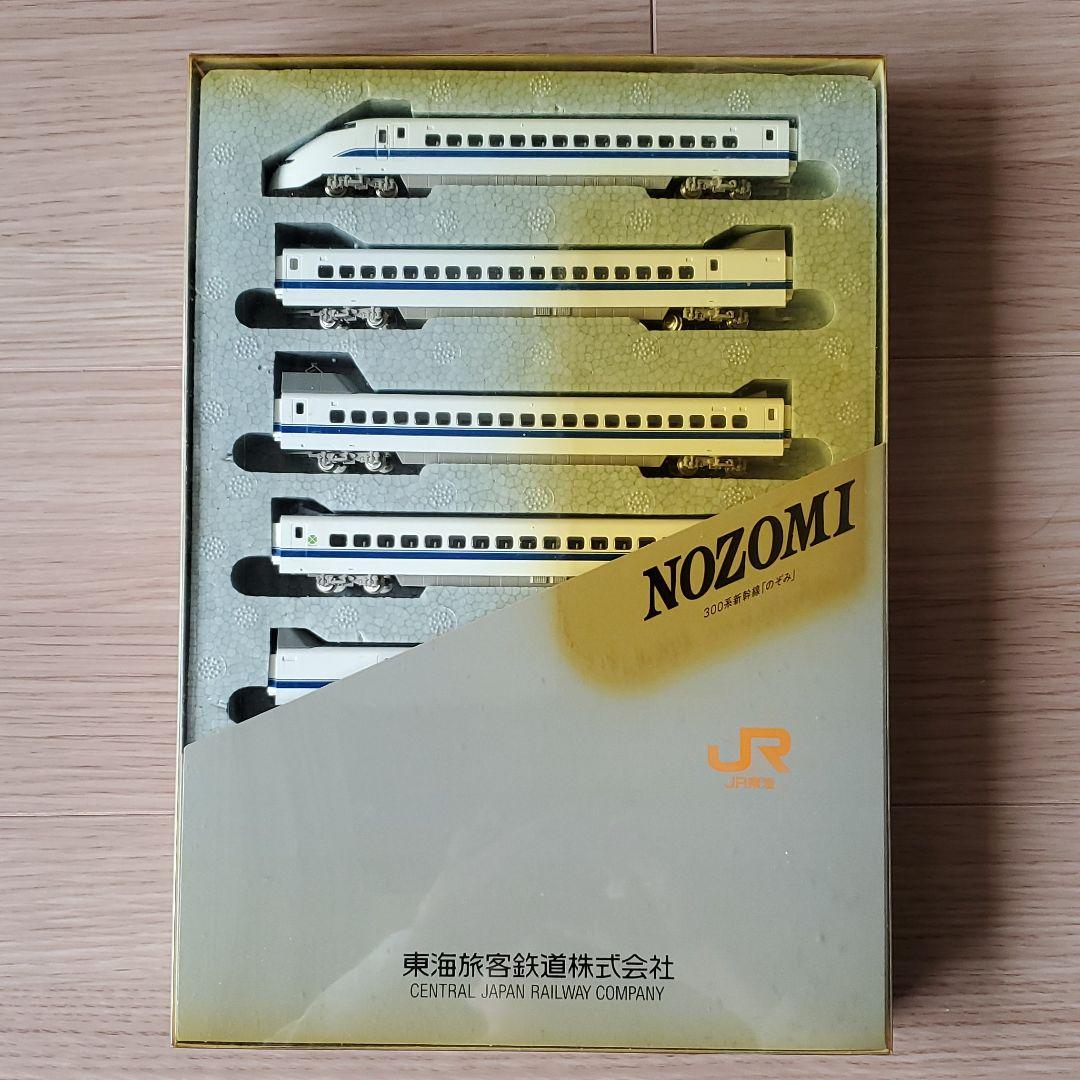 NOZOMI
300系新幹線「のぞみ」
JR
JR東海
東海旅客鉄道株式会社
CENTRAL JAPAN RAILWAY COMPANY